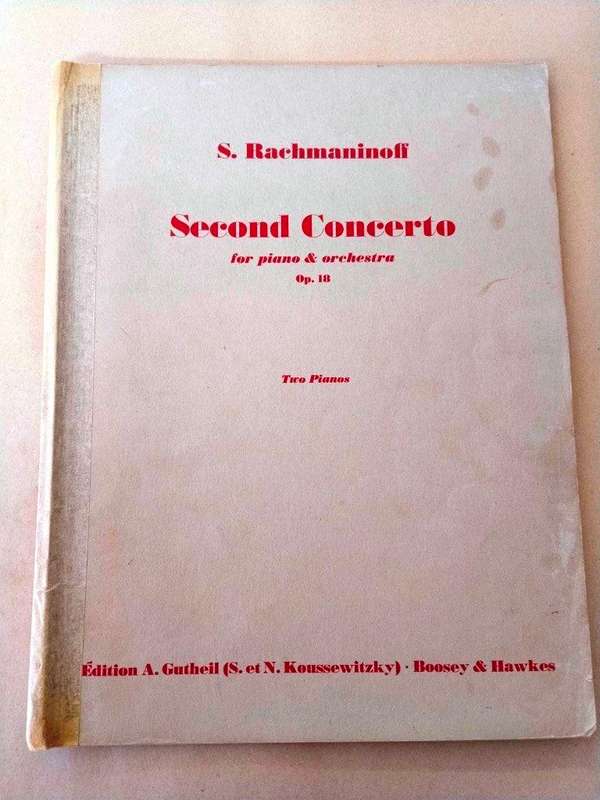 S. Rachmaninoff
Second Concerto
for piano & orchestra
Op. 18
Two Pianos
Édition A. Gutheil (S. et N. Koussewitzky) · Boosey & Hawkes